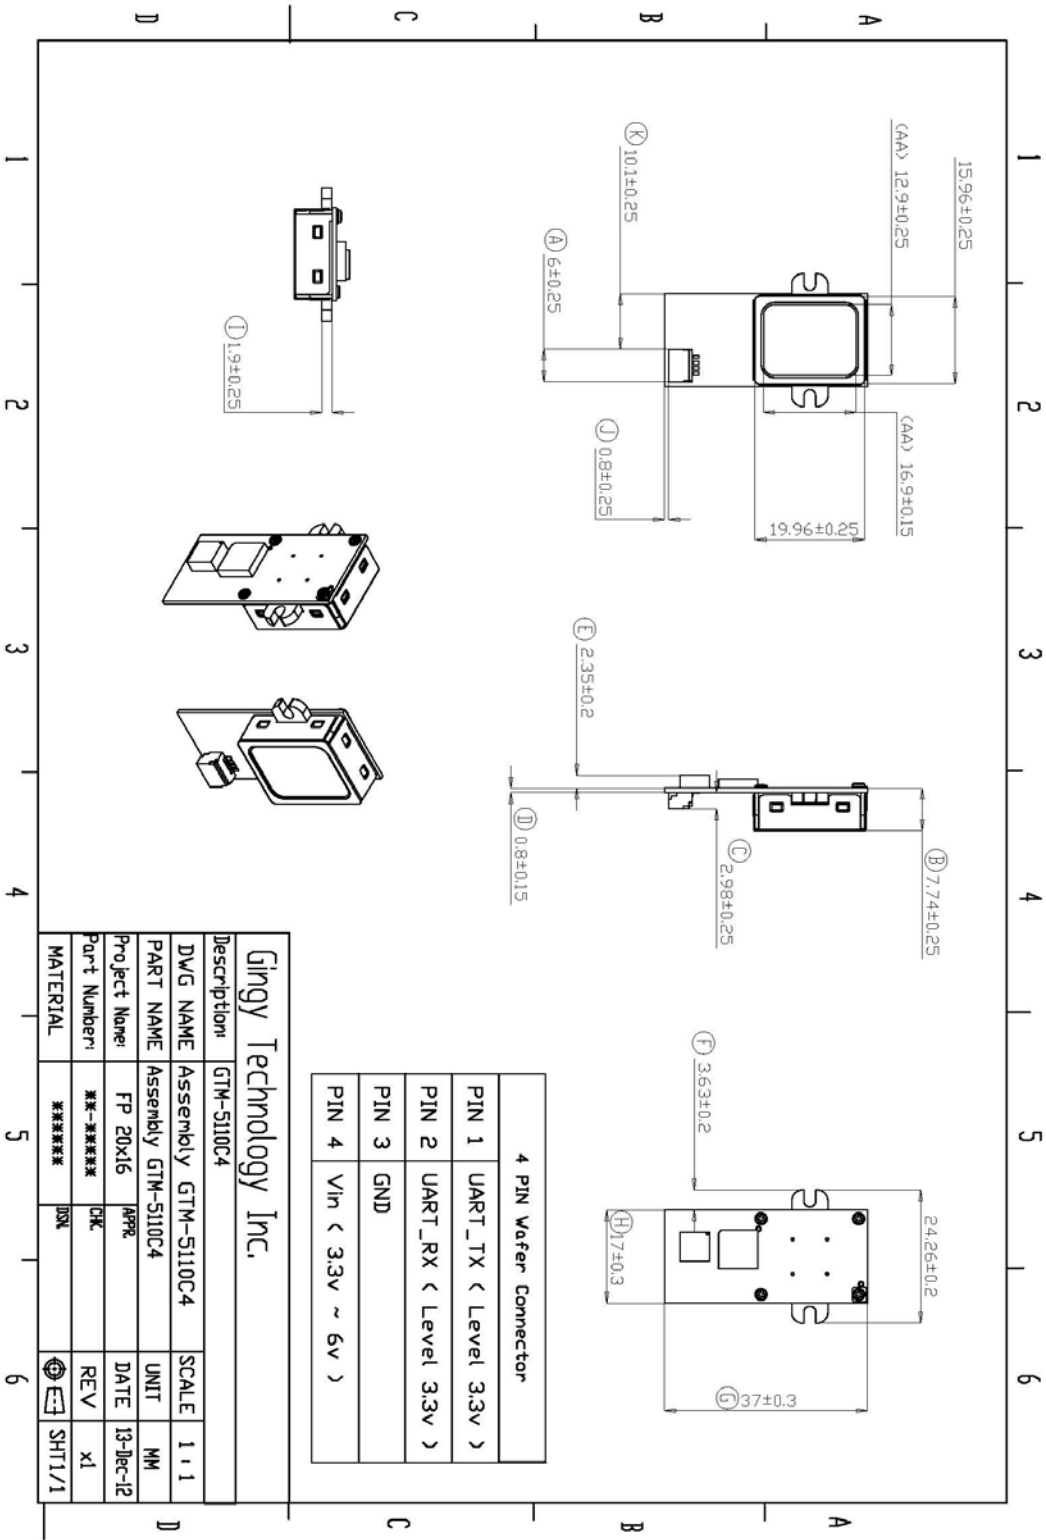 1
2
3
4
5
6
A
B
C
D
15.96±0.25
(AA) 12.9±0.25
(AA) 16.9±0.15
19.96±0.25
K 10.1±0.25
A 6±0.25
J 0.8±0.25
B 7.74±0.25
C 2.98±0.25
E 2.35±0.2
D 0.8±0.15
24.26±0.2
F 3.63±0.2
H 17±0.3
G 37±0.3
I 1.9±0.25
4 PIN Wafer Connector
PIN 1 UART_TX ( Level 3.3v )
PIN 2 UART_RX ( Level 3.3v )
PIN 3 GND
PIN 4 Vin ( 3.3v ~ 6v )
Gingy Technology Inc.
Description: GTM-5110C4
DWG NAME Assembly GTM-5110C4 SCALE 1:1
PART NAME Assembly GTM-5110C4 UNIT MM
Project Name: FP 20x16 APPR. DATE 13-Dec-12
Part Number: **-***** CHK. REV x1
MATERIAL ****** DSN. SHT1/1
1
2
3
4
5
6
A
B
C
D